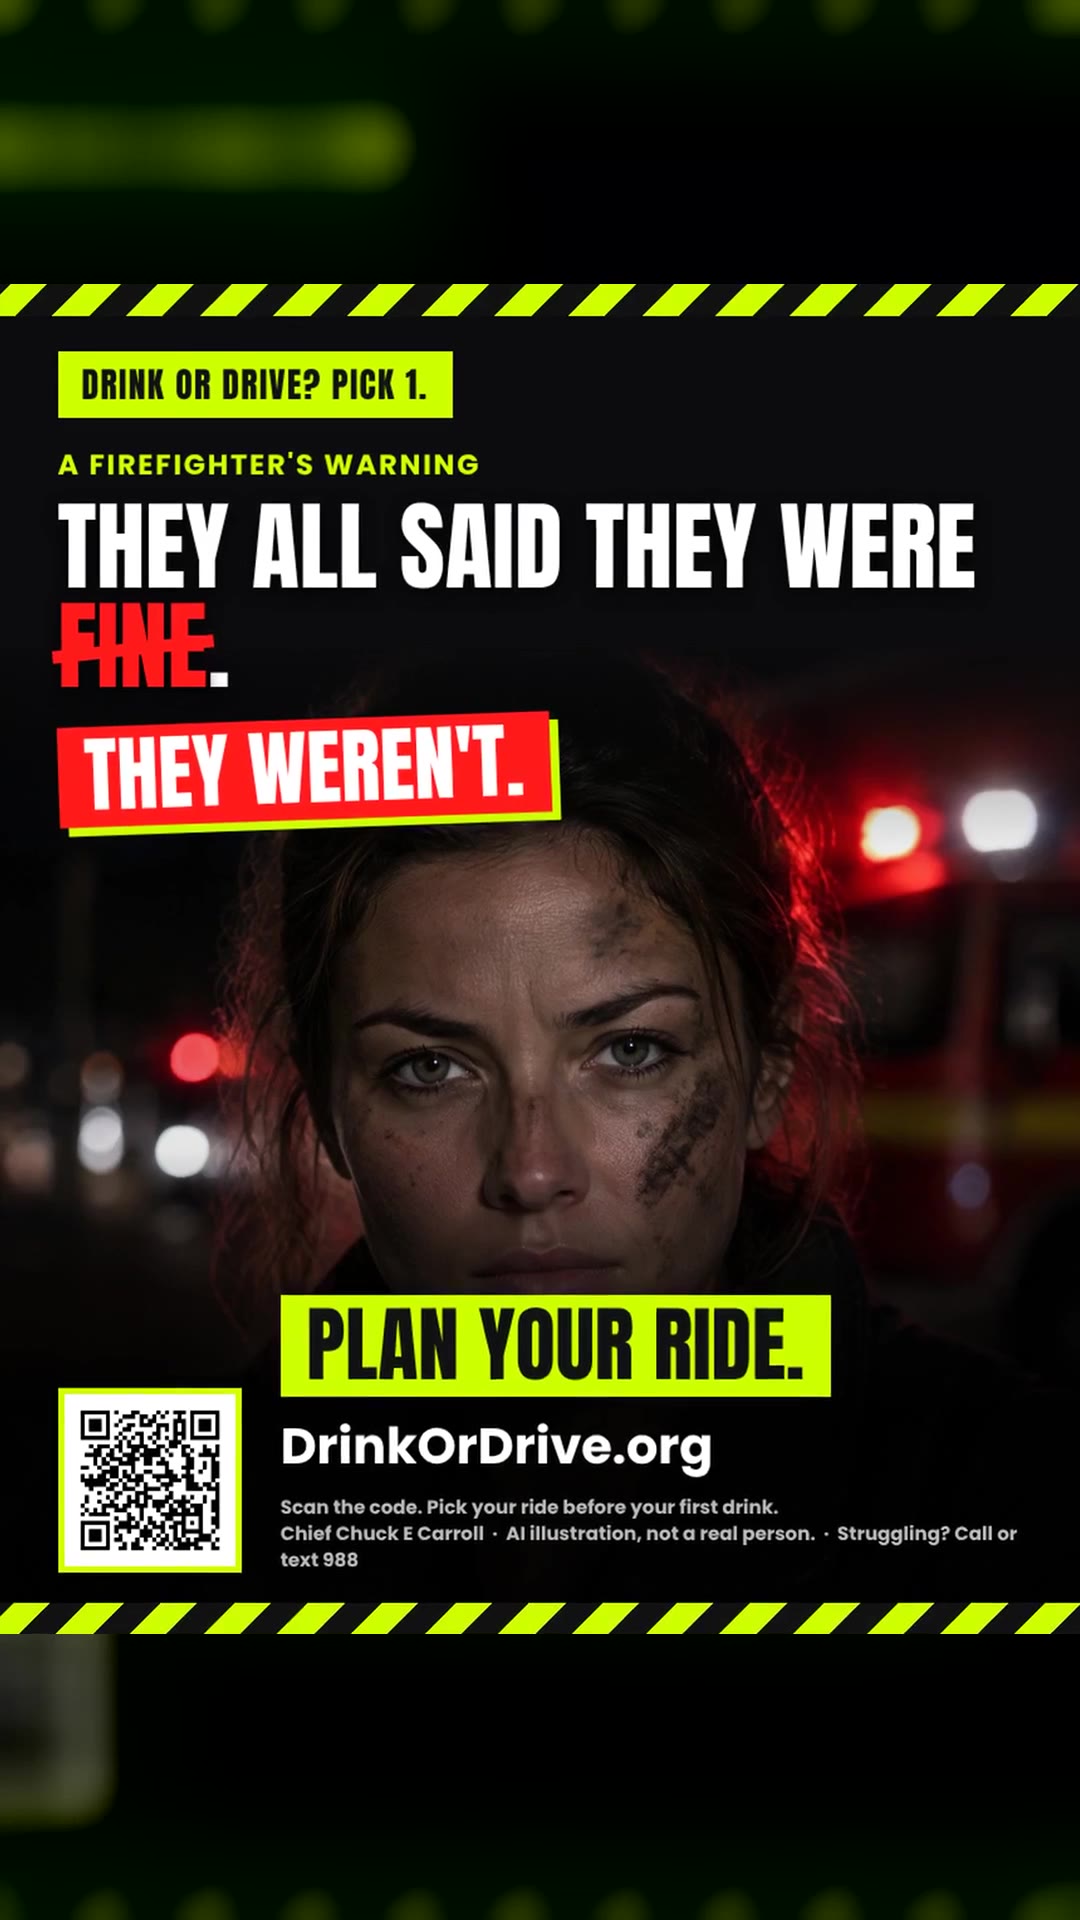 DRINK OR DRIVE? PICK 1.
A FIREFIGHTER'S WARNING
THEY ALL SAID THEY WERE
FINE.
THEY WEREN'T.
PLAN YOUR RIDE.
DrinkOrDrive.org
Scan the code. Pick your ride before your first drink.
Chief Chuck E Carroll · AI illustration, not a real person. · Struggling? Call or
text 988